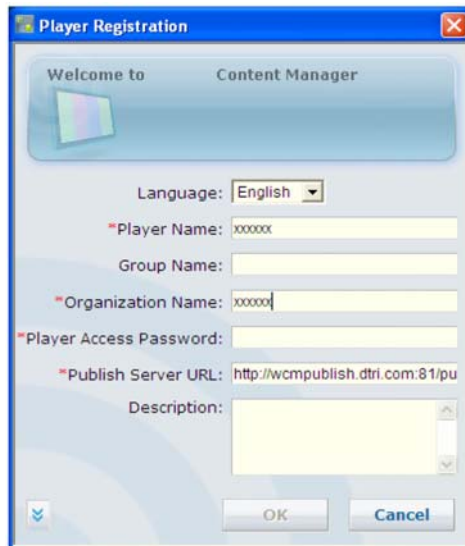 Player Registration
Welcome to Content Manager
Language: English
*Player Name: xxxxxx
Group Name:
*Organization Name: xxxxxx
*Player Access Password:
*Publish Server URL: http://wcmpublish.dtri.com:81/pu
Description:
OK Cancel